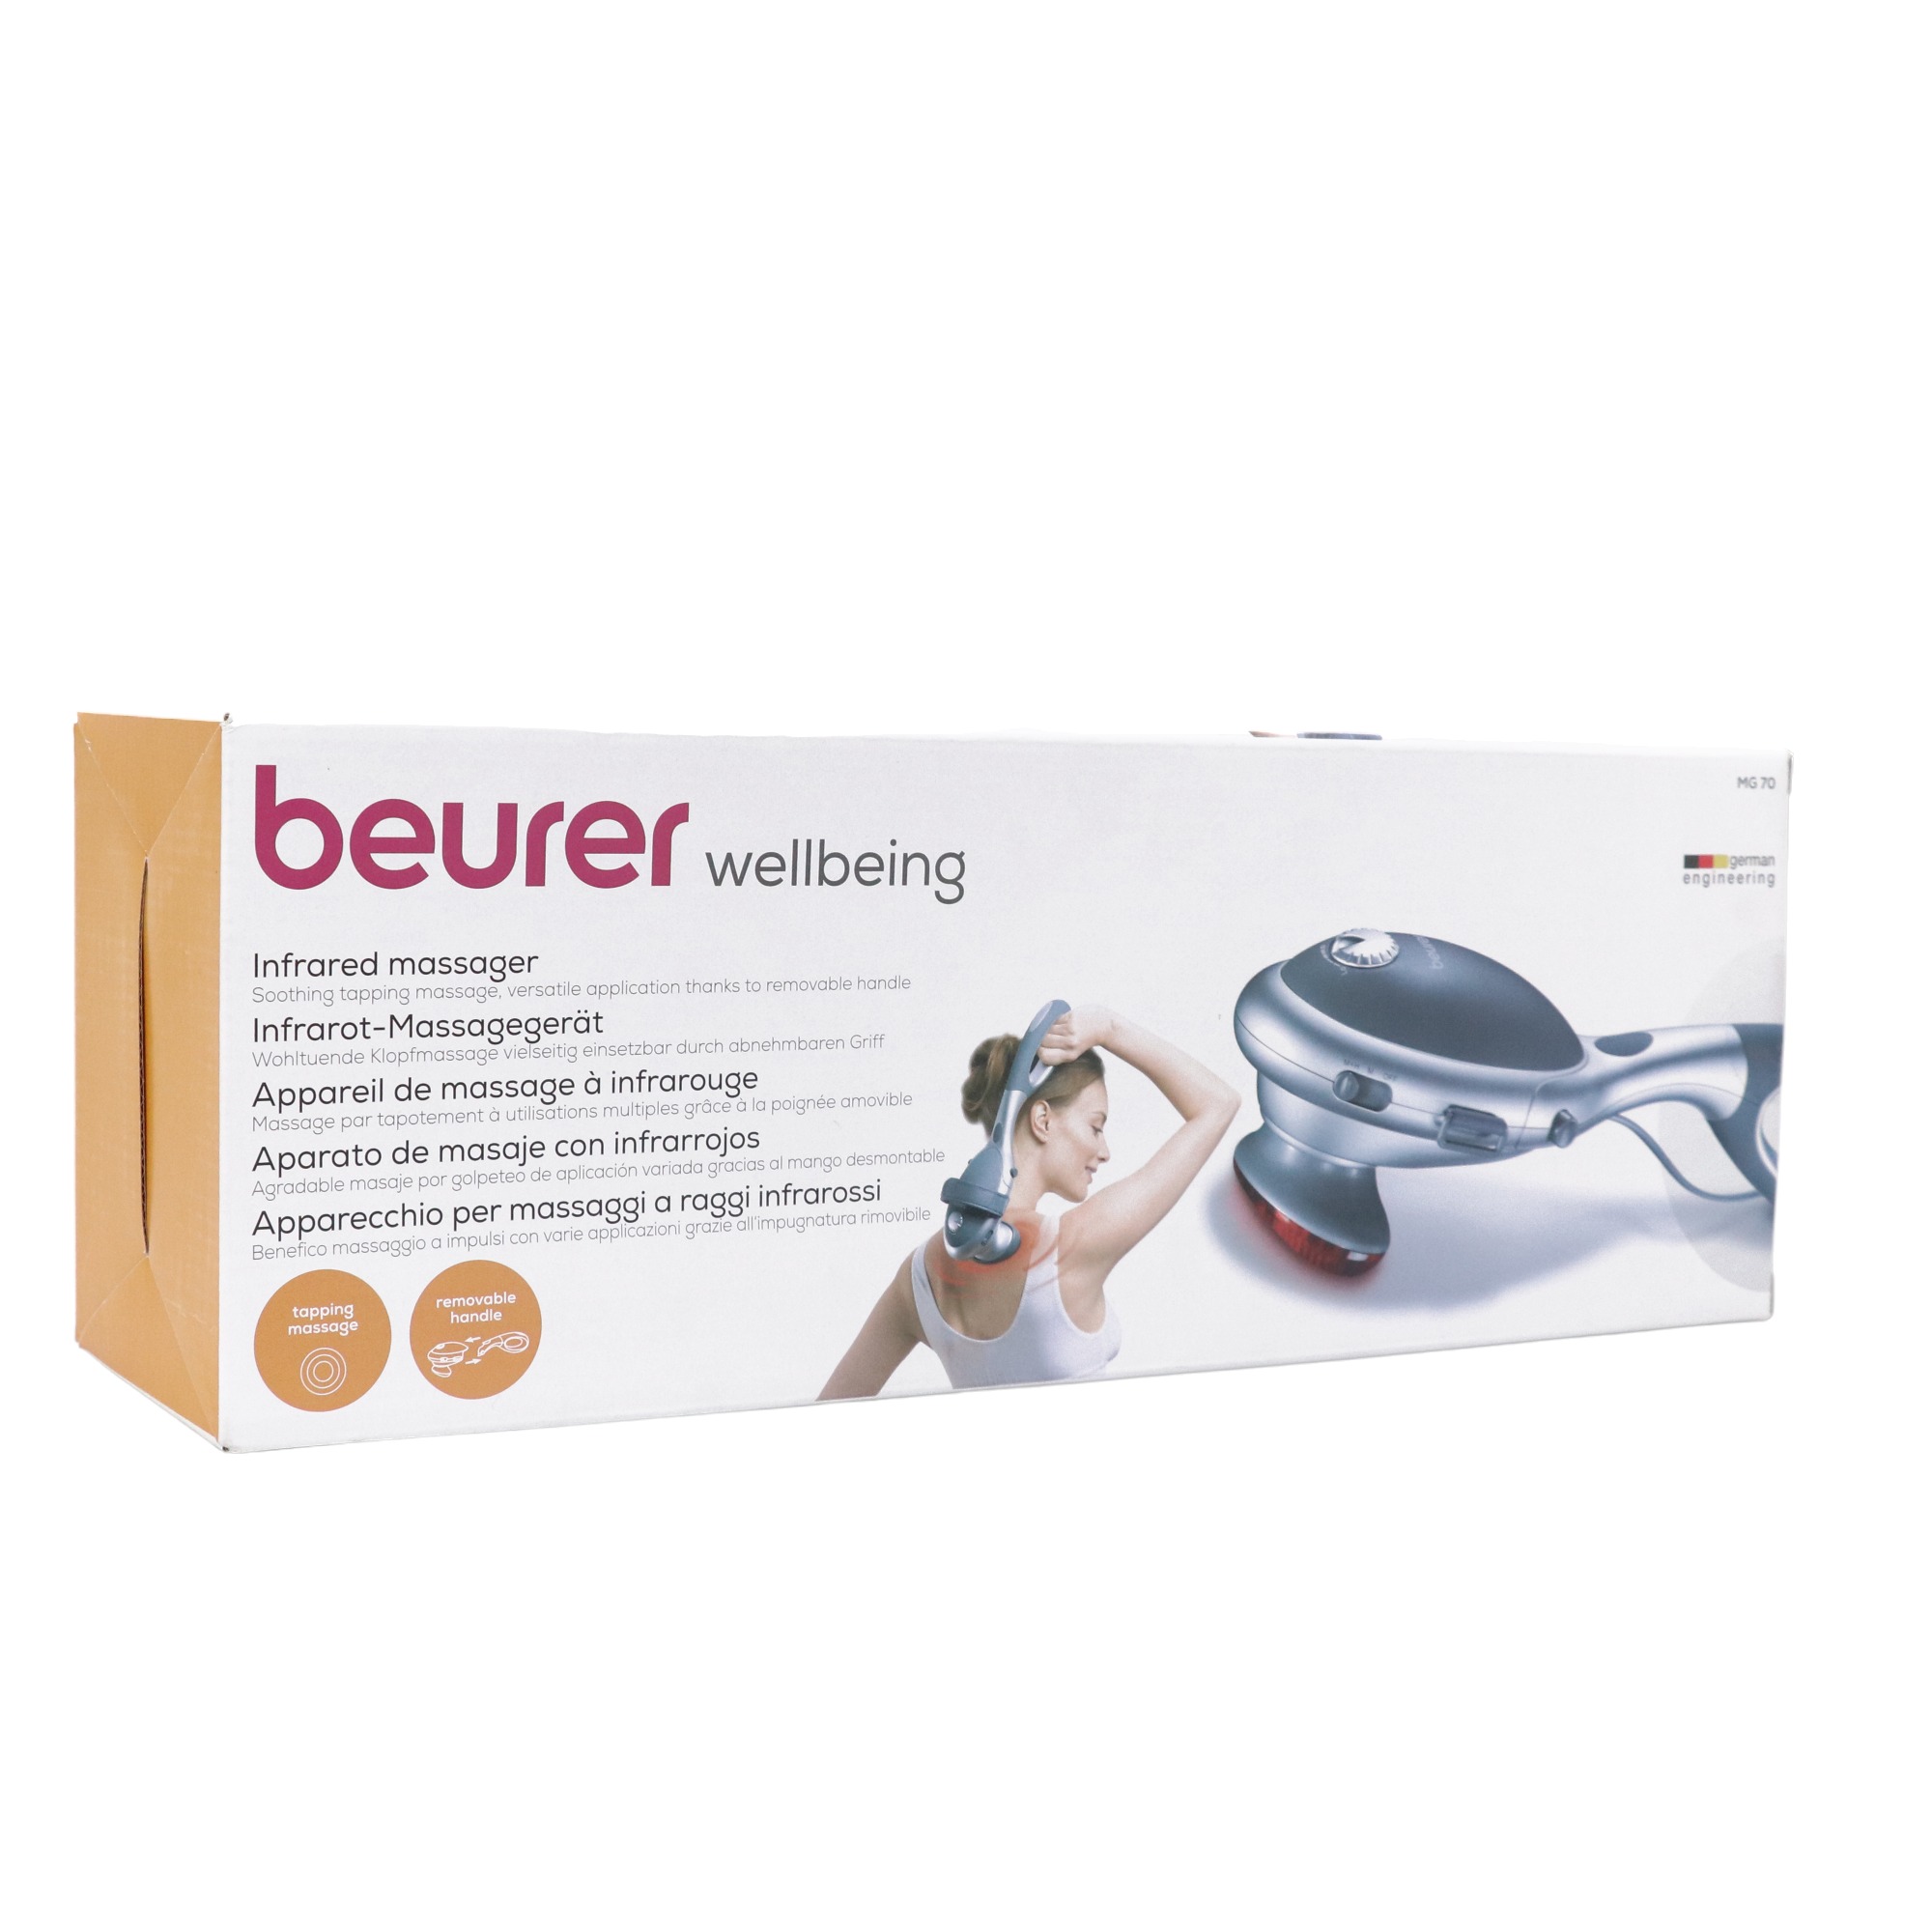 beurer wellbeing
MG 70
german
engineering
Infrared massager
Soothing tapping massage, versatile application thanks to removable handle
Infrarot-Massagegerät
Wohltuende Klopfmassage vielseitig einsetzbar durch abnehmbaren Griff
Appareil de massage à infrarouge
Massage par tapotement à utilisations multiples grâce à la poignée amovible
Aparato de masaje con infrarrojos
Agradable masaje por golpeteo de aplicación variada gracias al mango desmontable
Apparecchio per massaggi a raggi infrarossi
Benefico massaggio a impulsi con varie applicazioni grazie all'impugnatura rimovibile
tapping
massage
removable
handle
beurer